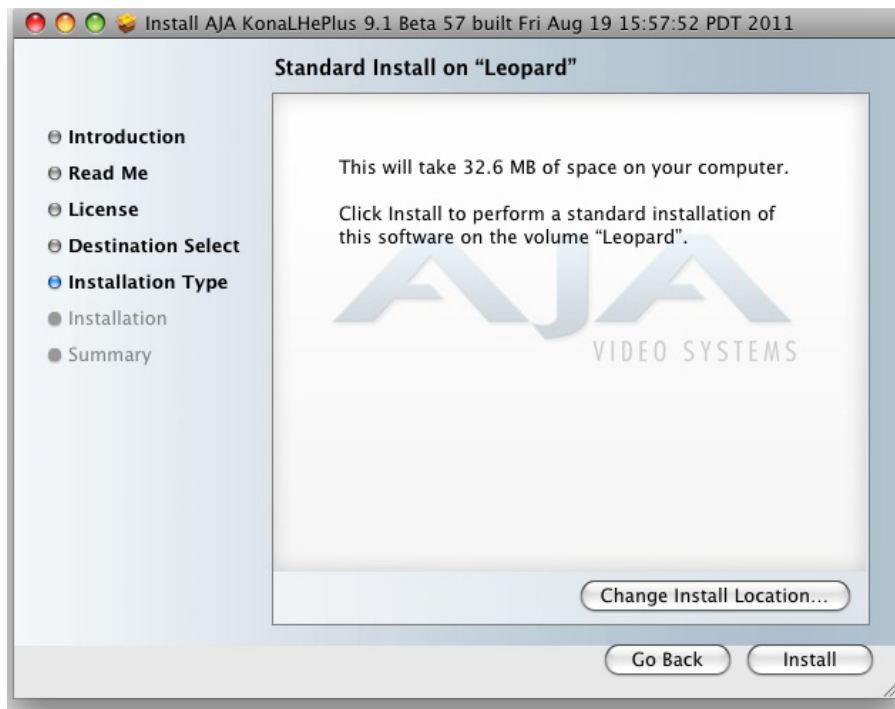 Install AJA KonaLHePlus 9.1 Beta 57 built Fri Aug 19 15:57:52 PDT 2011
Standard Install on “Leopard”
Introduction
Read Me
License
Destination Select
Installation Type
Installation
Summary
This will take 32.6 MB of space on your computer.
Click Install to perform a standard installation of
this software on the volume “Leopard”.
AJA
VIDEO SYSTEMS
Change Install Location...
Go Back
Install